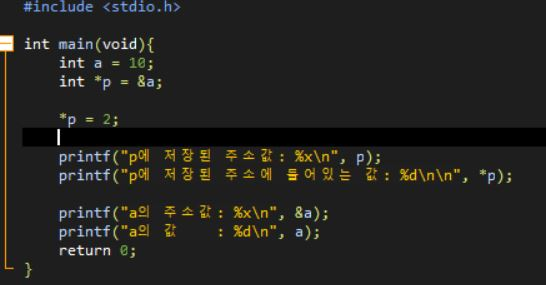 #include <stdio.h>
int main(void){
int a = 10;
int *p = &a;
*p = 2;
printf("p에 저장된 주소값: %x\n", p);
printf("p에 저장된 주소에 들어있는 값: %d\n\n", *p);
printf("a의 주소값: %x\n", &a);
printf("a의 값 : %d\n", a);
return 0;
}